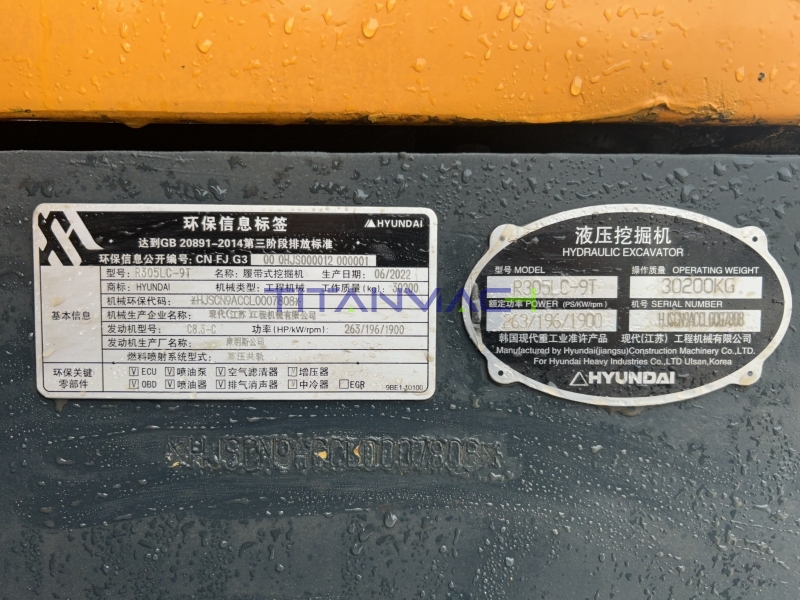 环保信息标签
HYUNDAI
达到GB 20891-2014第三阶段排放标准
环保信息公开编号: CN FJ G3 00 0HJS000012 000001
型号: R305LC-9T 名称: 履带式挖掘机 生产日期: 06/2022
商标: HYUNDAI 机械类型: 工程机械 工作质量(kg): 30200
机械环保代码: *HJSCN9ACCL0007808*
基本信息
机械生产企业名称: 现代(江苏)工程机械有限公司
发动机型号: C8.3-C 功率(HP/kW/rpm): 263/196/1900
发动机生产厂名称: 康明斯公司
燃料喷射系统型式: 高压共轨
环保关键
零部件
V ECU V 喷油泵 V 空气滤清器 V 增压器
V OBD V 喷油器 V 排气消声器 V 中冷器 EGR
9BE1 10100
液压挖掘机
HYDRAULIC EXCAVATOR
型号 MODEL 操作质量 OPERATING WEIGHT
R305LC-9T 30200KG
额定功率 POWER (PS/KW/rpm) 机号 SERIAL NUMBER
263/196/1900 HJSCN9ACCL0007808
韩国现代重工业准许产品 现代(江苏)工程机械有限公司
Manufactured by Hyundai(jiangsu)Construction Machinery Co.,LTD.
For Hyundai Heavy Industries Co.,LTD Ulsan,Korea
HYUNDAI
TITANMAC
*HJSCN9ACCL0007808*